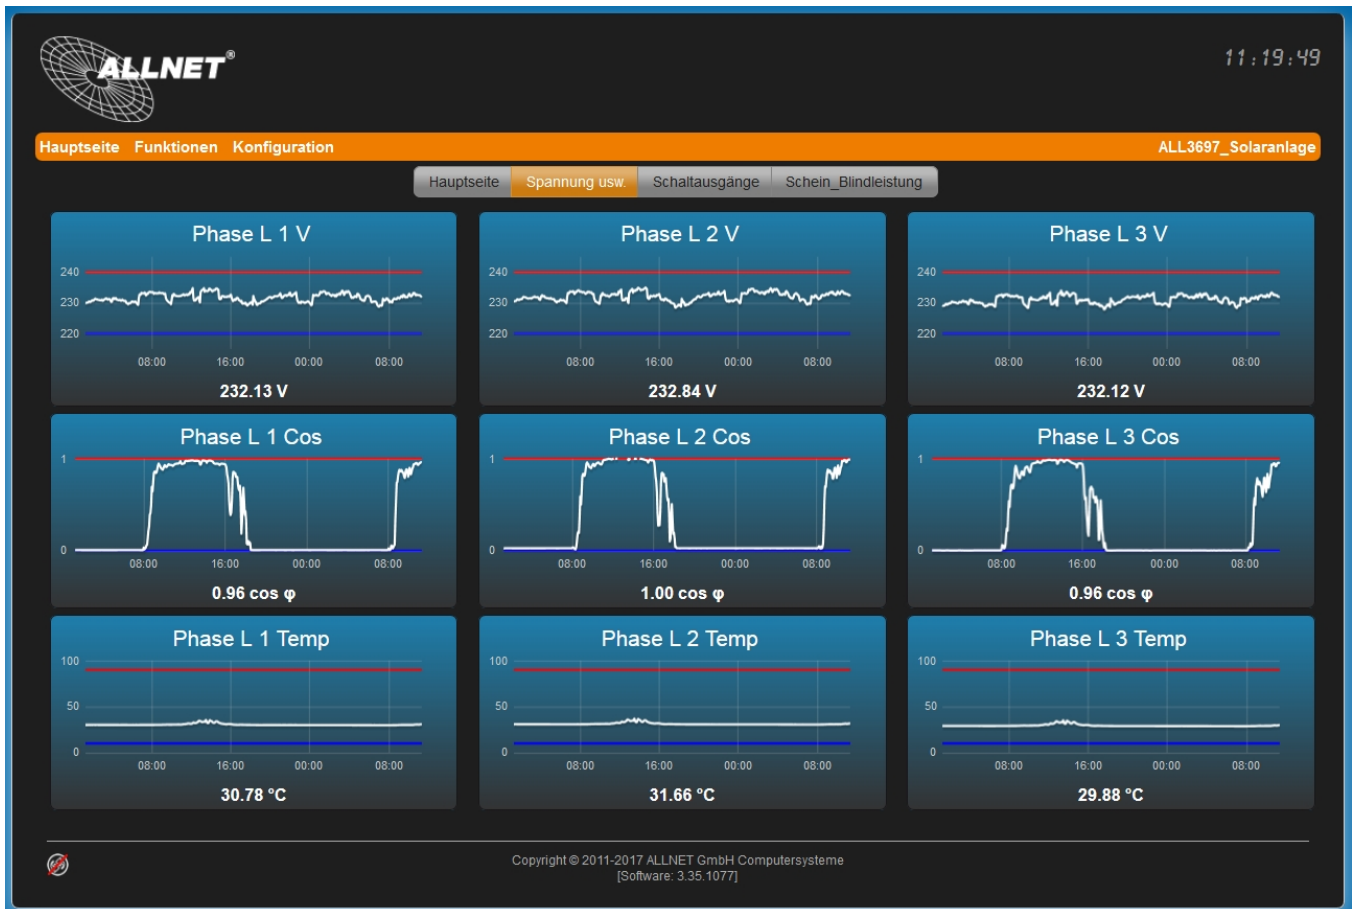 ALLNET®
11:19:49
Hauptseite Funktionen Konfiguration
ALL3697_Solaranlage
Hauptseite Spannung usw. Schaltausgänge Schein_Blindleistung
Phase L 1 V
240
230
220
08:00 16:00 00:00 08:00
232.13 V
Phase L 2 V
240
230
220
08:00 16:00 00:00 08:00
232.84 V
Phase L 3 V
240
230
220
08:00 16:00 00:00 08:00
232.12 V
Phase L 1 Cos
1
0
08:00 16:00 00:00 08:00
0.96 cos φ
Phase L 2 Cos
1
0
08:00 16:00 00:00 08:00
1.00 cos φ
Phase L 3 Cos
1
0
08:00 16:00 00:00 08:00
0.96 cos φ
Phase L 1 Temp
100
50
0
08:00 16:00 00:00 08:00
30.78 °C
Phase L 2 Temp
100
50
0
08:00 16:00 00:00 08:00
31.66 °C
Phase L 3 Temp
100
50
0
08:00 16:00 00:00 08:00
29.88 °C
Copyright © 2011-2017 ALLNET GmbH Computersysteme
[Software: 3.35.1077]